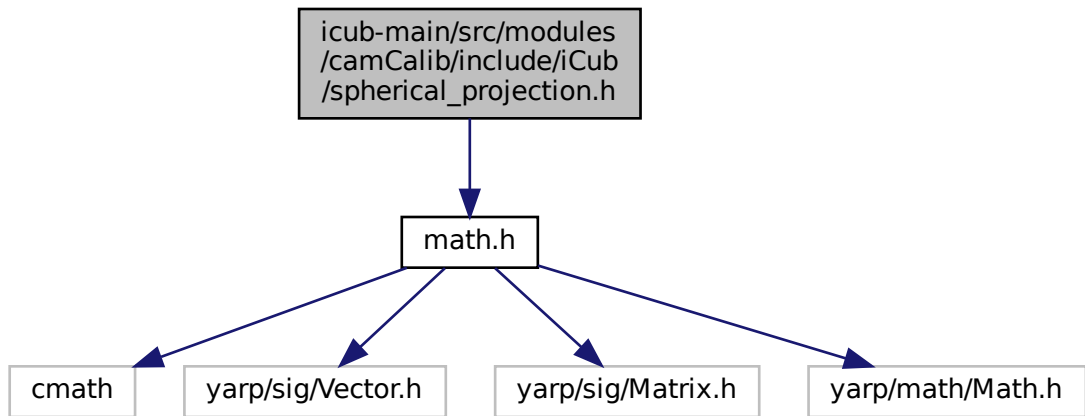 icub-main/src/modules
/camCalib/include/iCub
/spherical_projection.h
math.h
cmath
yarp/sig/Vector.h
yarp/sig/Matrix.h
yarp/math/Math.h